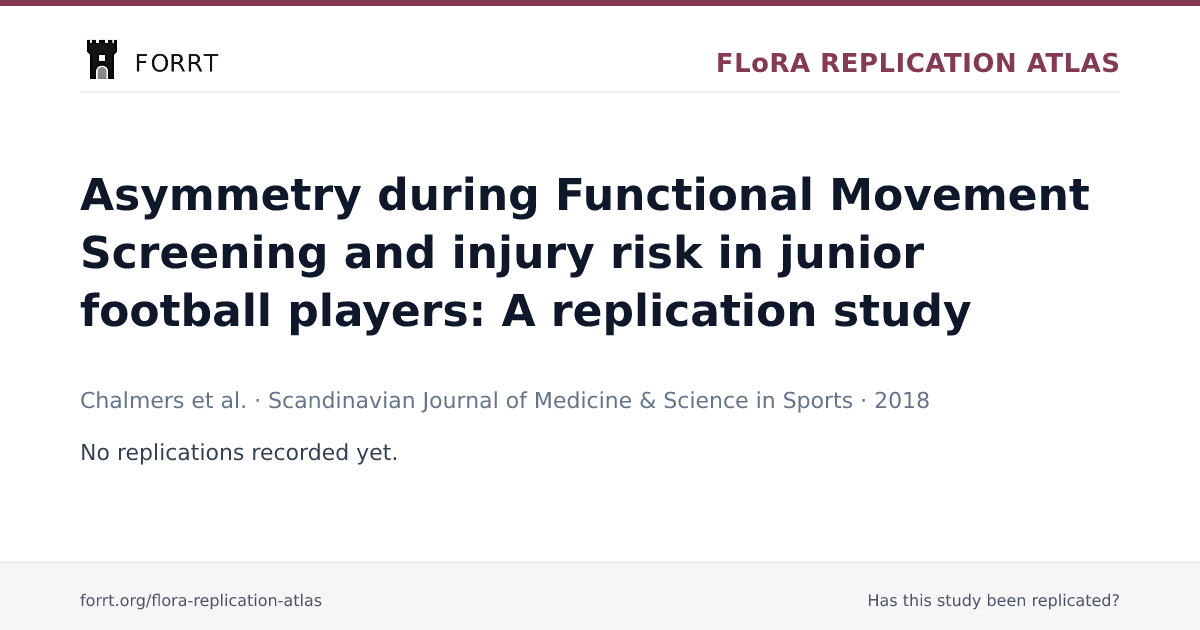 FORRT
FLoRA REPLICATION ATLAS
Asymmetry during Functional Movement
Screening and injury risk in junior
football players: A replication study
Chalmers et al. · Scandinavian Journal of Medicine & Science in Sports · 2018
No replications recorded yet.
forrt.org/flora-replication-atlas
Has this study been replicated?